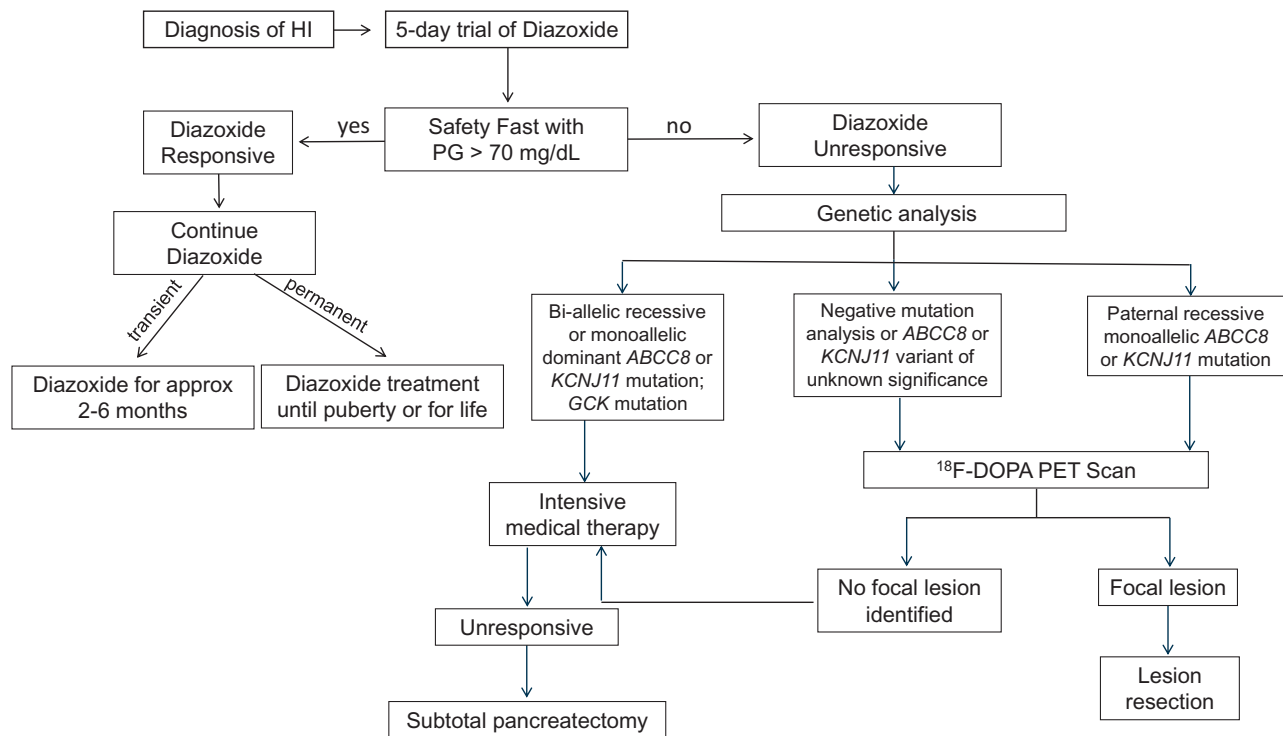 Diagnosis of HI
5-day trial of Diazoxide
Diazoxide
Responsive
yes
Safety Fast with
PG > 70 mg/dL
no
Diazoxide
Unresponsive
Genetic analysis
Continue
Diazoxide
transient
permanent
Diazoxide for approx
2-6 months
Diazoxide treatment
until puberty or for life
Bi-allelic recessive
or monoallelic
dominant ABCC8 or
KCNJ11 mutation;
GCK mutation
Negative mutation
analysis or ABCC8 or
KCNJ11 variant of
unknown significance
Paternal recessive
monoallelic ABCC8
or KCNJ11 mutation
18F-DOPA PET Scan
Intensive
medical therapy
No focal lesion
identified
Focal lesion
Unresponsive
Lesion
resection
Subtotal pancreatectomy